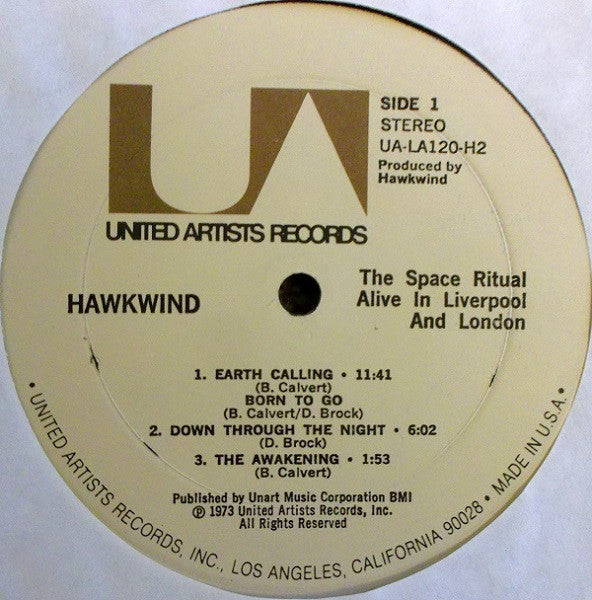 UA
UNITED ARTISTS RECORDS
SIDE 1
STEREO
UA-LA120-H2
Produced by
Hawkwind
HAWKWIND
The Space Ritual
Alive In Liverpool
And London
1. EARTH CALLING • 11:41
(B. Calvert)
BORN TO GO
(B. Calvert/D. Brock)
2. DOWN THROUGH THE NIGHT • 6:02
(D. Brock)
3. THE AWAKENING • 1:53
(B. Calvert)
Published by Unart Music Corporation BMI
Ⓟ 1973 United Artists Records, Inc.
All Rights Reserved
• UNITED ARTISTS RECORDS, INC., LOS ANGELES, CALIFORNIA 90028 • MADE IN U.S.A. •